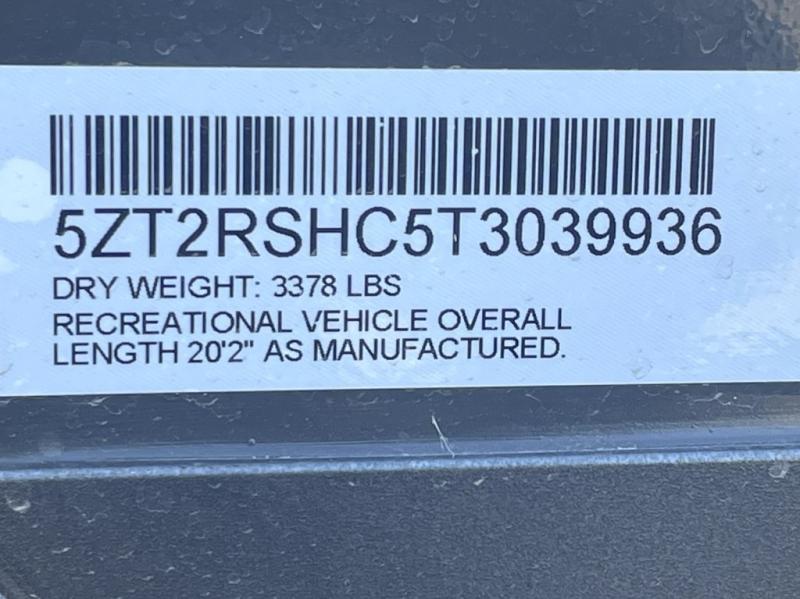 5ZT2RSHC5T3039936
DRY WEIGHT: 3378 LBS
RECREATIONAL VEHICLE OVERALL
LENGTH 20'2" AS MANUFACTURED.